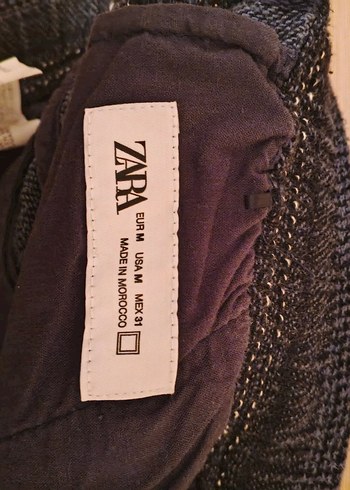 ZARA
EUR M USA M MEX 31
MADE IN MOROCCO